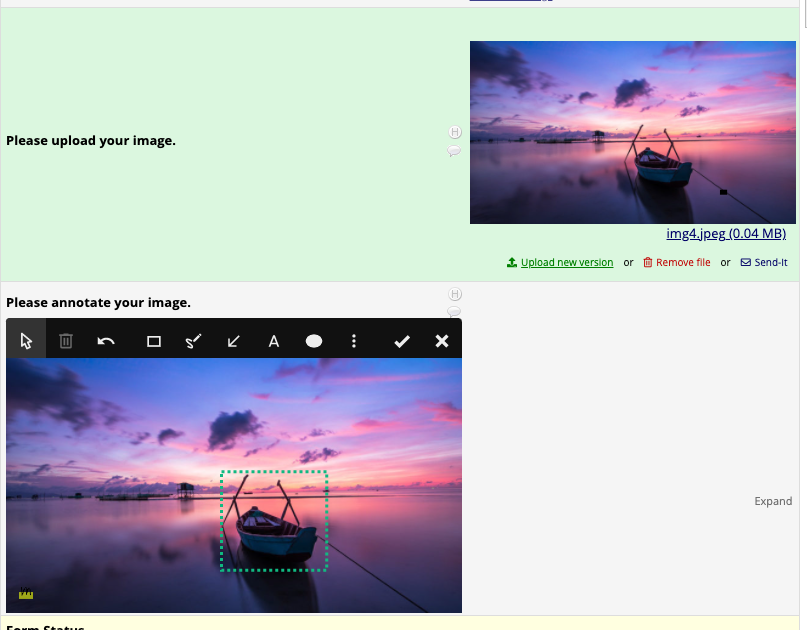 Please upload your image.
H
img4.jpeg (0.04 MB)
Upload new version or Remove file or Send-It
Please annotate your image.
H
A
Expand
Form Status